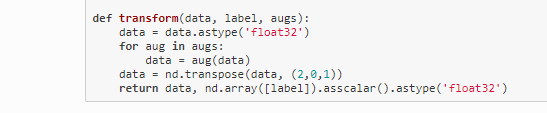 def transform(data, label, augs):
    data = data.astype('float32')
    for aug in augs:
        data = aug(data)
    data = nd.transpose(data, (2,0,1))
    return data, nd.array([label]).asscalar().astype('float32')